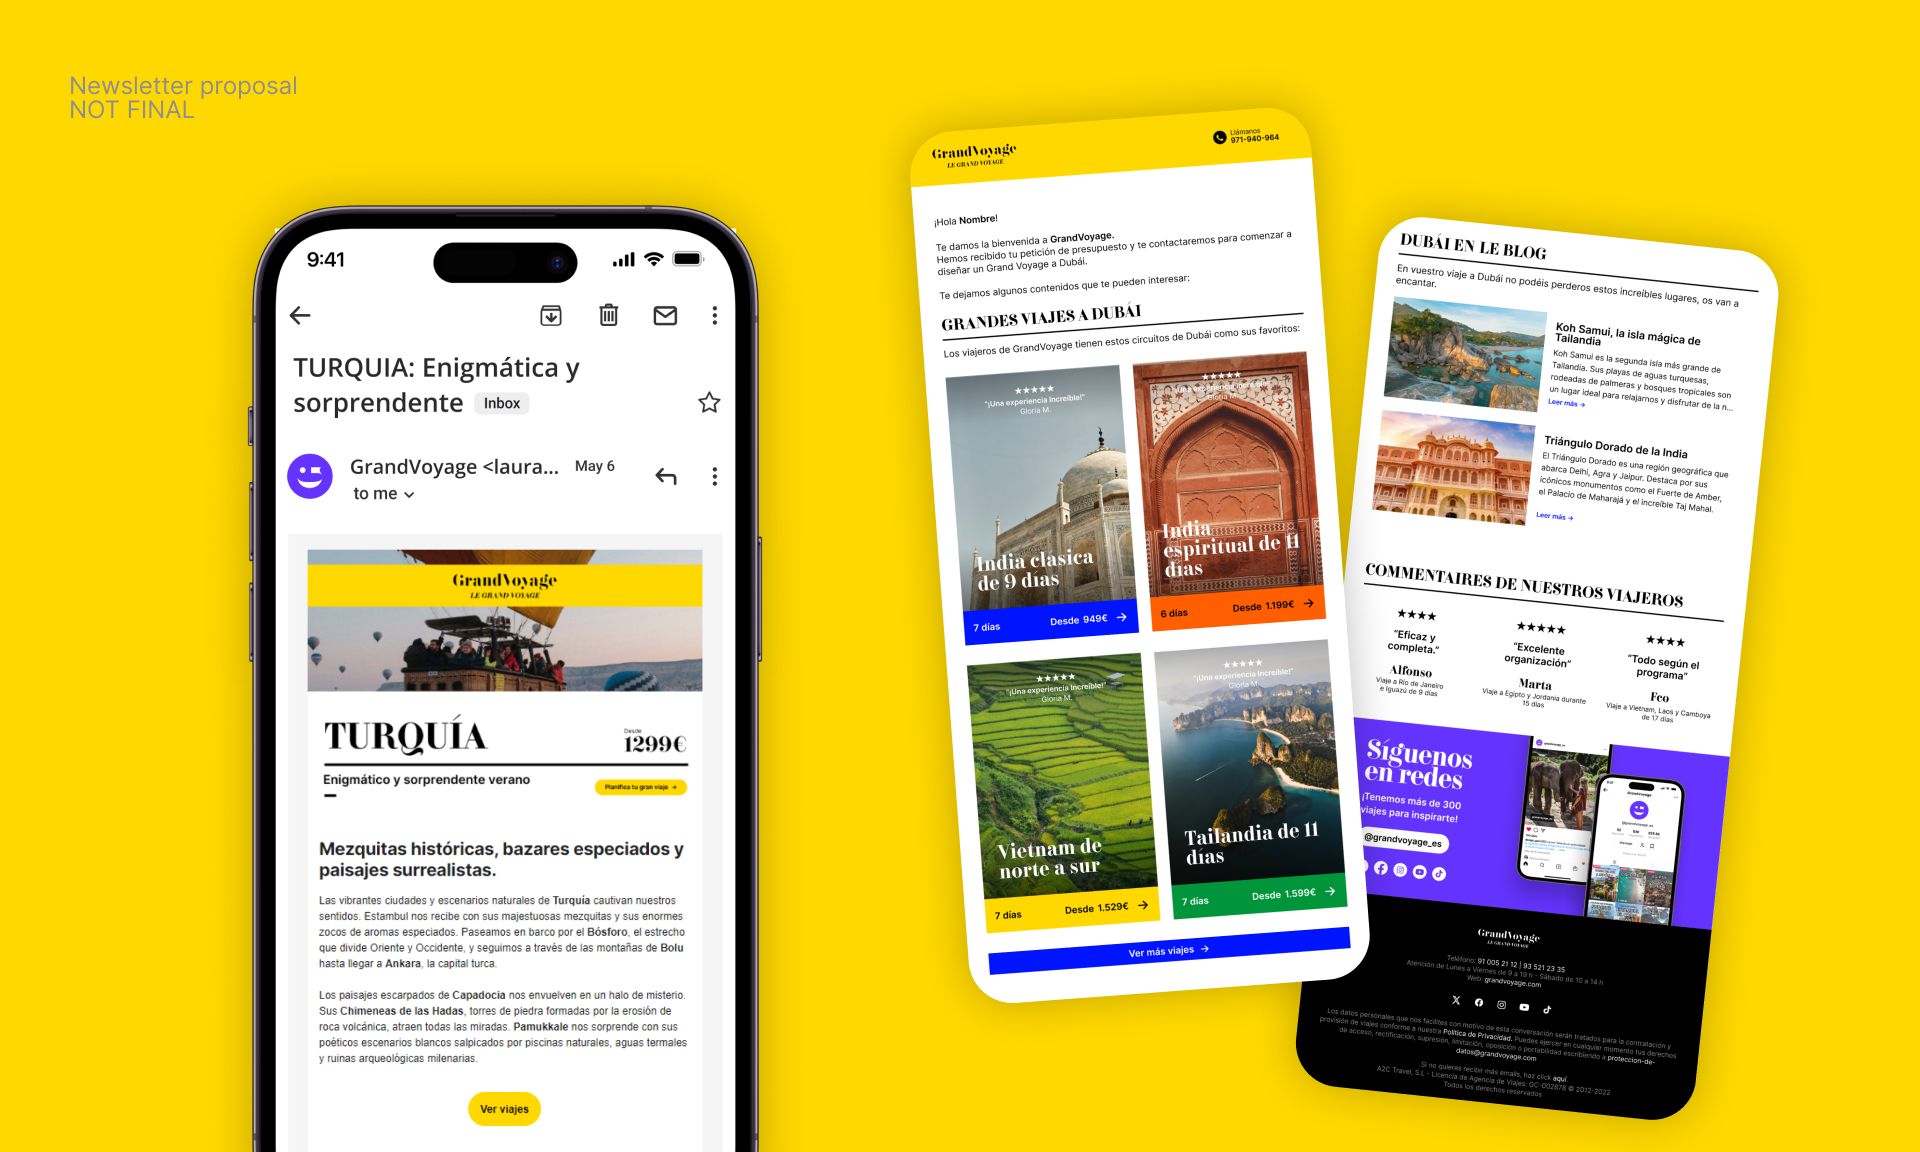 Newsletter proposal
NOT FINAL
9:41
TURQUIA: Enigmática y
sorprendente Inbox
GrandVoyage <laura... May 6
to me
GrandVoyage
LE GRAND VOYAGE
TURQUÍA
Desde
1299€
Enigmático y sorprendente verano
Planifica tu gran viaje →
Mezquitas históricas, bazares especiados y
paisajes surrealistas.
Las vibrantes ciudades y escenarios naturales de Turquía cautivan nuestros
sentidos. Estambul nos recibe con sus majestuosas mezquitas y sus enormes
zocos de aromas especiados. Paseamos en barco por el Bósforo, el estrecho
que divide Oriente y Occidente, y seguimos a través de las montañas de Bolu
hasta llegar a Ankara, la capital turca.
Los paisajes escarpados de Capadocia nos envuelven en un halo de misterio.
Sus Chimeneas de las Hadas, torres de piedra formadas por la erosión de
roca volcánica, atraen todas las miradas. Pamukkale nos sorprende con sus
poéticos escenarios blancos salpicados por piscinas naturales, aguas termales
y ruinas arqueológicas milenarias.
Ver viajes
GrandVoyage
LE GRAND VOYAGE
Llámanos
971-940-964
¡Hola Nombre!
Te damos la bienvenida a GrandVoyage.
Hemos recibido tu petición de presupuesto y te contactaremos para comenzar a
diseñar un Grand Voyage a Dubái.
Te dejamos algunos contenidos que te pueden interesar:
GRANDES VIAJES A DUBÁI
Los viajeros de GrandVoyage tienen estos circuitos de Dubái como sus favoritos:
★★★★★
"¡Una experiencia Increíble!"
Gloria M.
India clasica
de 9 dias
7 días Desde 949€ →
★★★★★
"¡Una experiencia Increíble!"
Gloria M.
India
espiritual de 11
dias
6 días Desde 1.199€ →
★★★★★
"¡Una experiencia Increíble!"
Gloria M.
Vietnam de
norte a sur
7 días Desde 1.529€ →
★★★★★
"¡Una experiencia Increíble!"
Gloria M.
Tailandia de 11
días
7 días Desde 1.599€ →
Ver más viajes →
DUBÁI EN LE BLOG
En vuestro viaje a Dubái no podéis perderos estos increíbles lugares, os van a
encantar.
Koh Samui, la isla mágica de
Tailandia
Koh Samui es la segunda isla más grande de
Tailandia. Sus playas de aguas turquesas,
rodeadas de palmeras y bosques tropicales son
un lugar ideal para relajarnos y disfrutar de la n...
Leer más →
Triángulo Dorado de la India
El Triángulo Dorado es una región geográfica que
abarca Delhi, Agra y Jaipur. Destaca por sus
icónicos monumentos como el Fuerte de Amber,
el Palacio de Maharajá y el increíble Taj Mahal.
Leer más →
COMMENTAIRES DE NUESTROS VIAJEROS
★★★★
"Eficaz y
completa."
Alfonso
Viaje a Río de Janeiro
e Iguazú de 9 días
★★★★★
"Excelente
organización"
Marta
Viaje a Egipto y Jordania durante
15 días
★★★★
"Todo según el
programa"
Fco
Viaje a Vietnam, Laos y Camboya
de 17 días
Síguenos
en redes
¡Tenemos más de 300
viajes para inspirarte!
@grandvoyage_es
GrandVoyage
LE GRAND VOYAGE
Teléfono: 91 005 21 12 | 93 521 23 35
Atención de Lunes a Viernes de 9 a 19 h - Sábado de 10 a 14 h
Web: grandvoyage.com
Los datos personales que nos facilites con motivo de esta conversación serán tratados para la contratación y
provisión de viajes conforme a nuestra Política de Privacidad. Puedes ejercer en cualquier momento tus derechos
de acceso, rectificación, supresión, limitación, oposición o portabilidad escribiendo a proteccion-de-
datos@grandvoyage.com
Si no quieres recibir más emails, haz click aquí.
A2C Travel, S.L - Licencia de Agencia de Viajes: GC-002878 © 2012-2022
Todos los derechos reservados